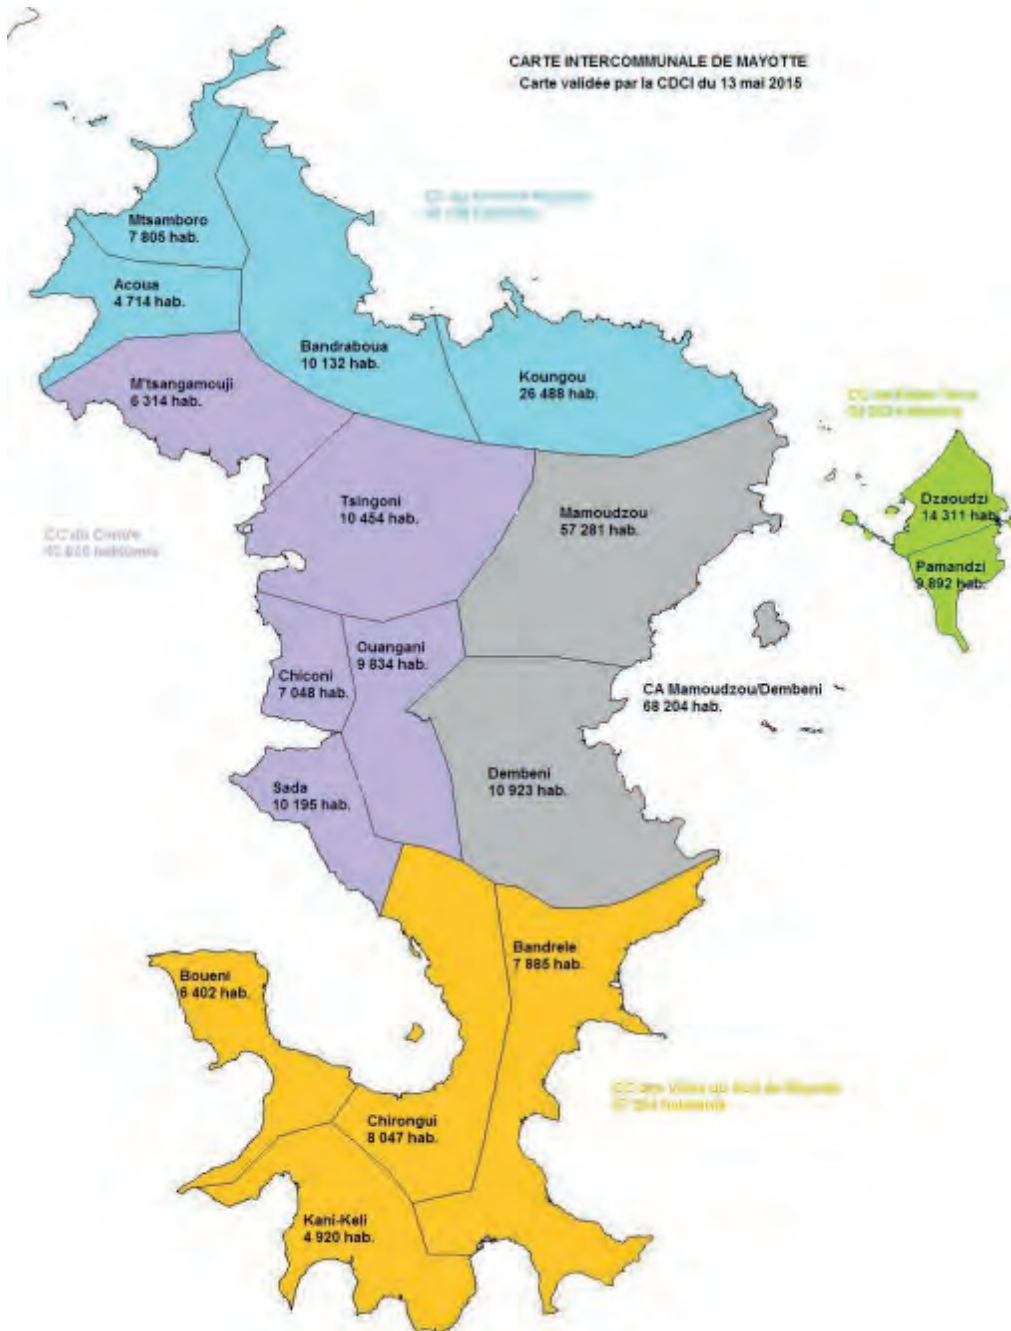 CARTE INTERCOMMUNALE DE MAYOTTE
Carte validée par la CDCI du 13 mai 2015
Mtsamboro
7 805 hab.
Acoua
4 714 hab.
Bandraboua
10 132 hab.
Koungou
26 488 hab.
M'tsangamouji
6 314 hab.
Tsingoni
10 454 hab.
Mamoudzou
57 281 hab.
Dzaoudzi
14 311 hab.
Pamandzi
9 892 hab.
CC du Centre
habitants
Ouangani
9 834 hab.
Chiconi
7 048 hab.
CA Mamoudzou/Dembeni
68 204 hab.
Sada
10 195 hab.
Dembeni
10 923 hab.
Bandrele
7 885 hab.
Boueni
6 402 hab.
Chirongui
8 047 hab.
Kani-Keli
4 920 hab.